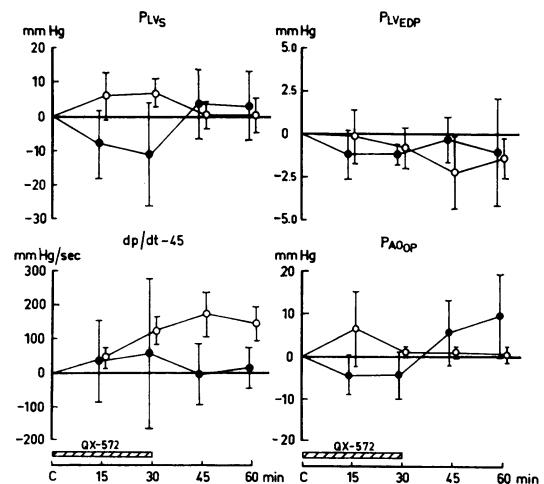 PLVS
mm Hg
20
10
0
-10
-20
-30
PLVEDP
mm Hg
5.0
2.5
0
-2.5
-5.0
dp/dt-45
mm Hg/sec
300
200
100
0
-100
-200
QX-572
C 15 30 45 60 min
PAOOP
mm Hg
20
10
0
-10
-20
QX-572
C 15 30 45 60 min